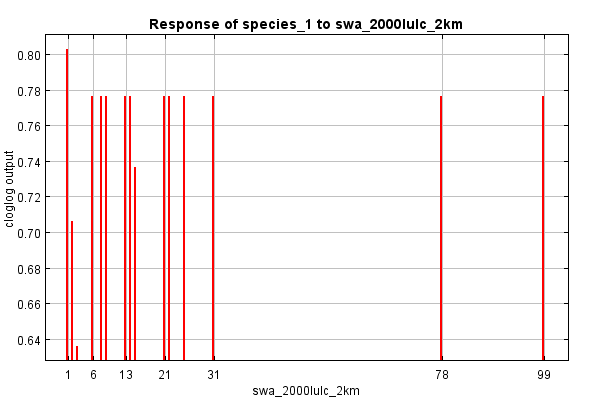 Response of species_1 to swa_2000lulc_2km
0.80
0.78
0.76
0.74
0.72
0.70
0.68
0.66
0.64
cloglog output
1 6 13 21 31 78 99
swa_2000lulc_2km